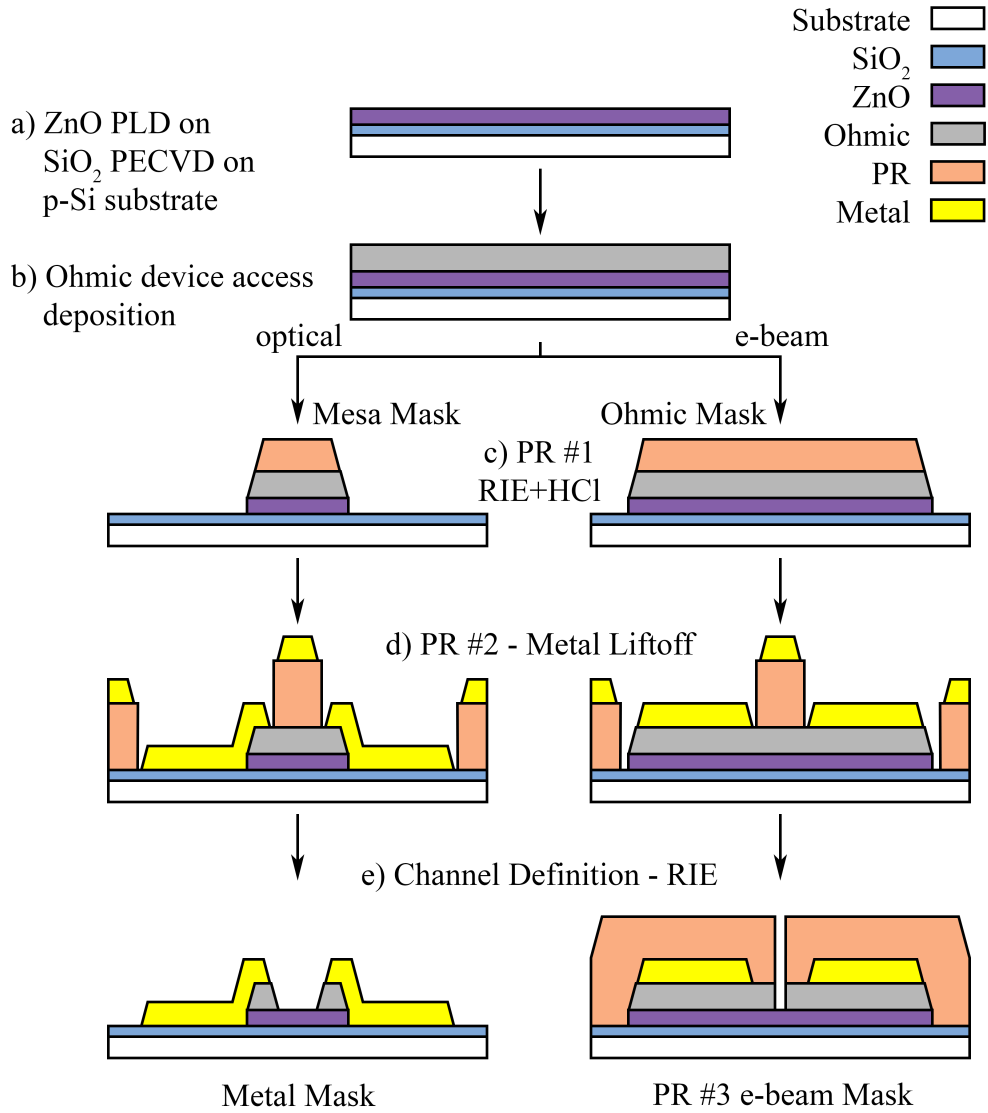 Substrate
SiO₂
ZnO
Ohmic
PR
Metal
a) ZnO PLD on
SiO₂ PECVD on
p-Si substrate
b) Ohmic device access
deposition
optical
e-beam
Mesa Mask
Ohmic Mask
c) PR #1
RIE+HCl
d) PR #2 - Metal Liftoff
e) Channel Definition - RIE
Metal Mask
PR #3 e-beam Mask